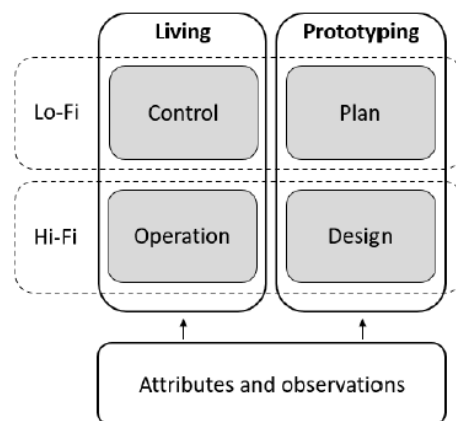 Living Prototyping
Lo-Fi Control Plan
Hi-Fi Operation Design
Attributes and observations